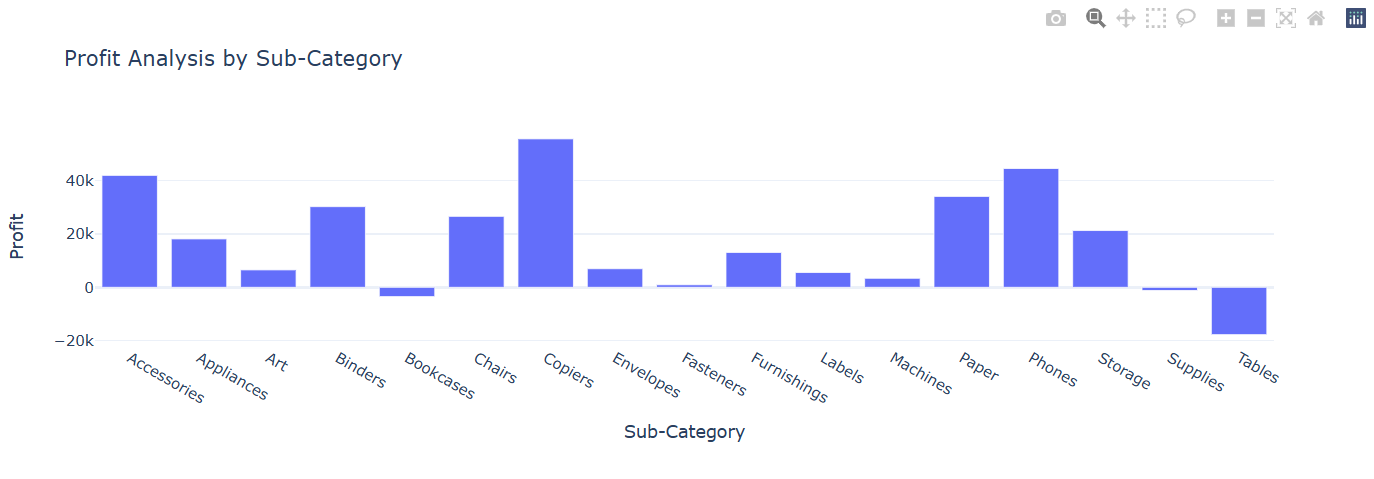 Profit Analysis by Sub-Category
Profit
40k
20k
0
−20k
Accessories
Appliances
Art
Binders
Bookcases
Chairs
Copiers
Envelopes
Fasteners
Furnishings
Labels
Machines
Paper
Phones
Storage
Supplies
Tables
Sub-Category